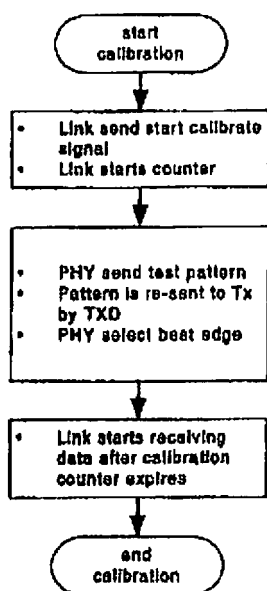 start
calibration
• Link send start calibrate
signal
• Link starts counter
• PHY send test pattern
• Pattern is re-sent to Tx
by TXD
• PHY select beat edge
• Link starts receiving
data after calibration
counter expires
end
calibration